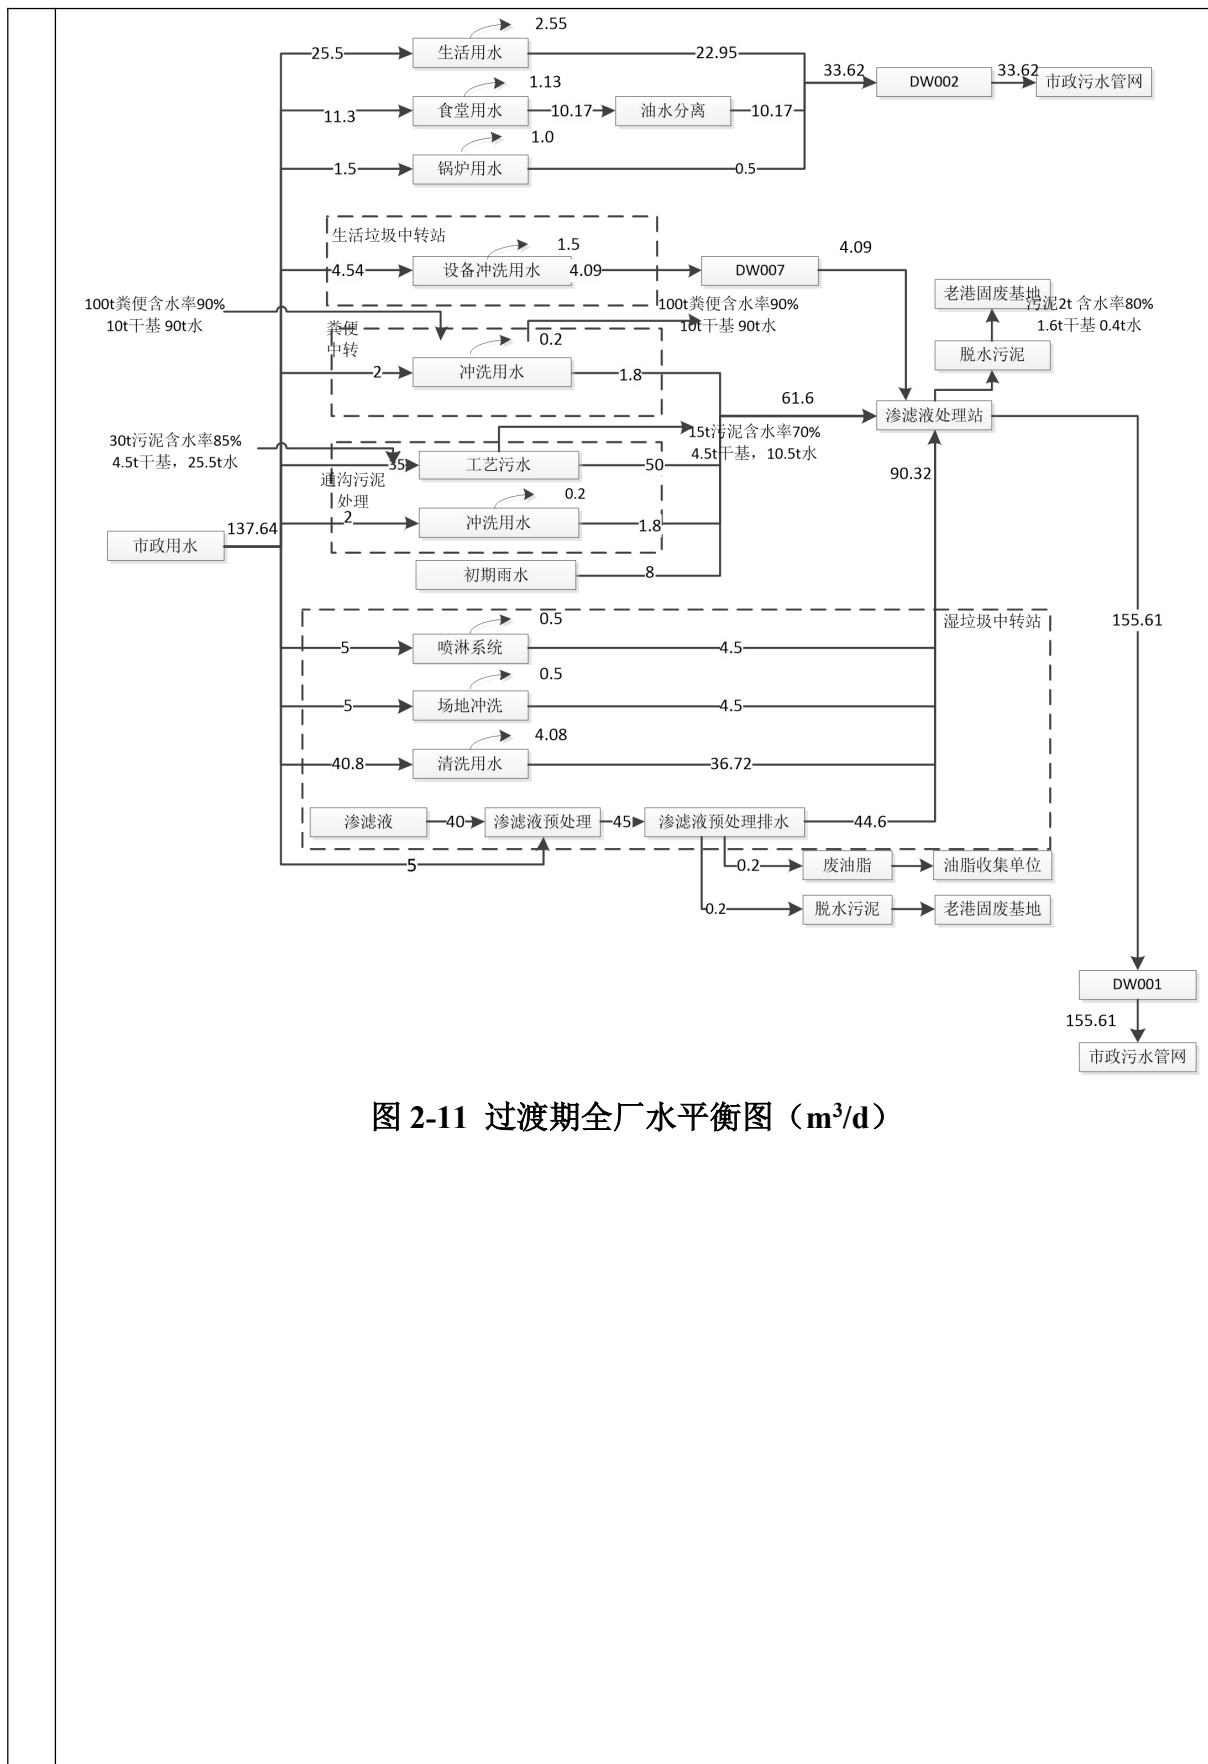 2.55
25.5
生活用水
22.95
33.62
DW002
33.62
市政污水管网
1.13
11.3
食堂用水
10.17
油水分离
10.17
1.0
1.5
锅炉用水
0.5
生活垃圾中转站
1.5
4.54
设备冲洗用水
4.09
DW007
4.09
100t粪便含水率90%
10t干基 90t水
100t粪便含水率90%
10t干基 90t水
老港固废基地
污泥2t 含水率80%
1.6t干基 0.4t水
脱水污泥
粪便
中转
0.2
2
冲洗用水
1.8
61.6
渗滤液处理站
30t污泥含水率85%
4.5t干基，25.5t水
15t污泥含水率70%
4.5t干基，10.5t水
35
工艺污水
50
90.32
通沟污泥
处理
0.2
2
冲洗用水
1.8
137.64
市政用水
初期雨水
8
湿垃圾中转站
0.5
5
喷淋系统
4.5
155.61
0.5
5
场地冲洗
4.5
4.08
40.8
清洗用水
36.72
渗滤液
40
渗滤液预处理
45
渗滤液预处理排水
44.6
5
0.2
废油脂
油脂收集单位
0.2
脱水污泥
老港固废基地
DW001
155.61
市政污水管网
图 2-11 过渡期全厂水平衡图（m³/d）